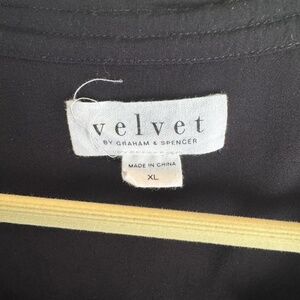 velvet
BY GRAHAM & SPENCER
MADE IN CHINA
XL